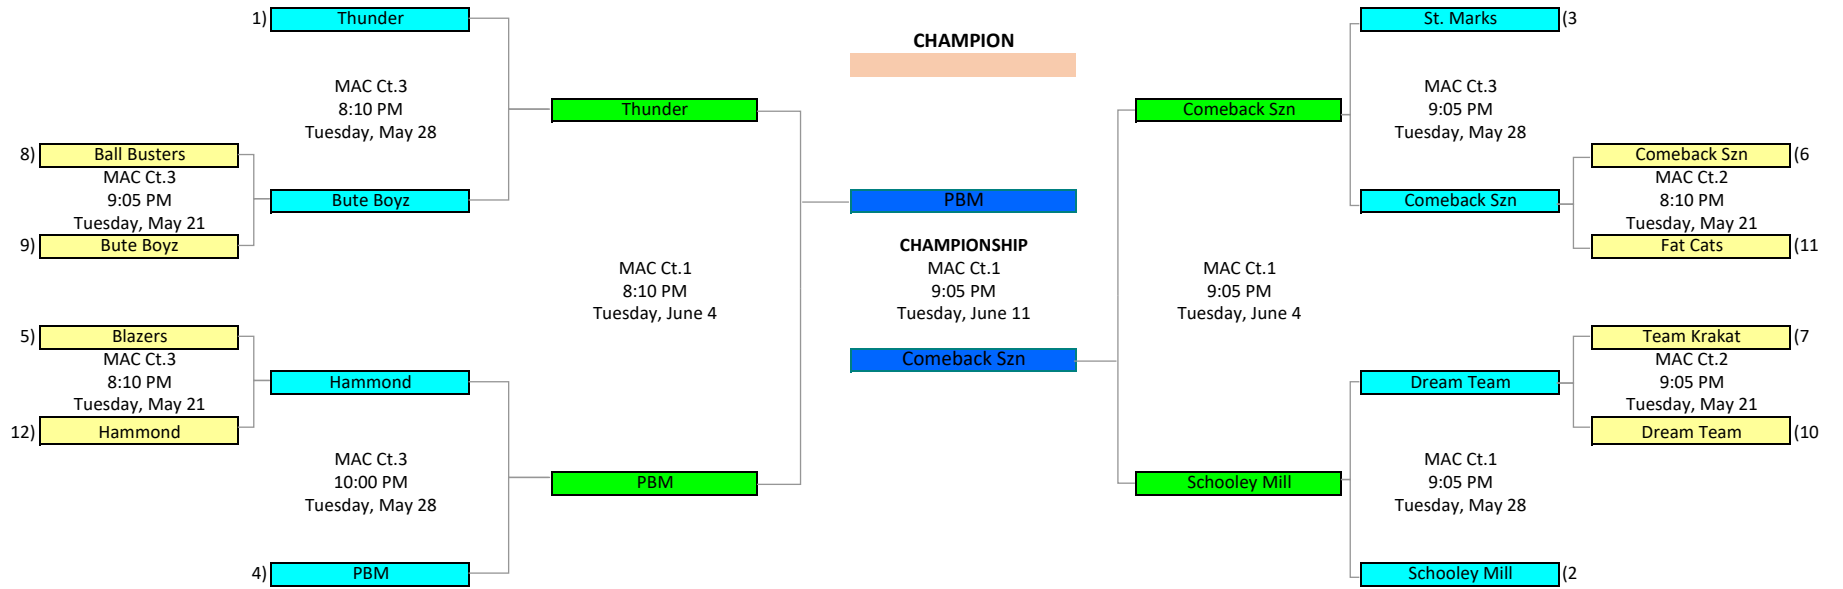 1) Thunder
MAC Ct.3
8:10 PM
Tuesday, May 28
8) Ball Busters
MAC Ct.3
9:05 PM
Tuesday, May 21
9) Bute Boyz
Bute Boyz
5) Blazers
MAC Ct.3
8:10 PM
Tuesday, May 21
12) Hammond
Hammond
MAC Ct.3
10:00 PM
Tuesday, May 28
4) PBM
Thunder
MAC Ct.1
8:10 PM
Tuesday, June 4
PBM
CHAMPION
PBM
CHAMPIONSHIP
MAC Ct.1
9:05 PM
Tuesday, June 11
Comeback Szn
Comeback Szn
MAC Ct.1
9:05 PM
Tuesday, June 4
Schooley Mill
St. Marks (3
MAC Ct.3
9:05 PM
Tuesday, May 28
Comeback Szn
Comeback Szn (6
MAC Ct.2
8:10 PM
Tuesday, May 21
Fat Cats (11
Team Krakat (7
MAC Ct.2
9:05 PM
Tuesday, May 21
Dream Team (10
Dream Team
MAC Ct.1
9:05 PM
Tuesday, May 28
Schooley Mill (2